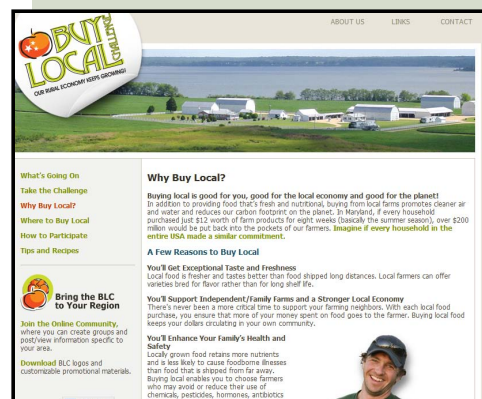 ABOUT US LINKS CONTACT
BUY LOCAL CHALLENGE
OUR RURAL ECONOMY KEEPS GROWING!
What's Going On
Take the Challenge
Why Buy Local?
Where to Buy Local
How to Participate
Tips and Recipes
Bring the BLC
to Your Region
Join the Online Community,
where you can create groups and
post/view information specific to
your area.
Download BLC logos and
customizable promotional materials.
Why Buy Local?
Buying local is good for you, good for the local economy and good for the planet!
In addition to providing food that's fresh and nutritional, buying from local farms promotes cleaner air
and water and reduces our carbon footprint on the planet. In Maryland, if every household
purchased just $12 worth of farm products for eight weeks (basically the summer season), over $200
million would be put back into the pockets of our farmers. Imagine if every household in the
entire USA made a similar commitment.
A Few Reasons to Buy Local
You'll Get Exceptional Taste and Freshness
Local food is fresher and tastes better than food shipped long distances. Local farmers can offer
varieties bred for flavor rather than for long shelf life.
You'll Support Independent/Family Farms and a Stronger Local Economy
There's never been a more critical time to support your farming neighbors. With each local food
purchase, you ensure that more of your money spent on food goes to the farmer. Buying local food
keeps your dollars circulating in your own community.
You'll Enhance Your Family's Health and
Safety
Locally grown food retains more nutrients
and is less likely to cause foodborne illnesses
than food that is shipped from far away.
Buying local enables you to choose farmers
who may avoid or reduce their use of
chemicals, pesticides, hormones, antibiotics